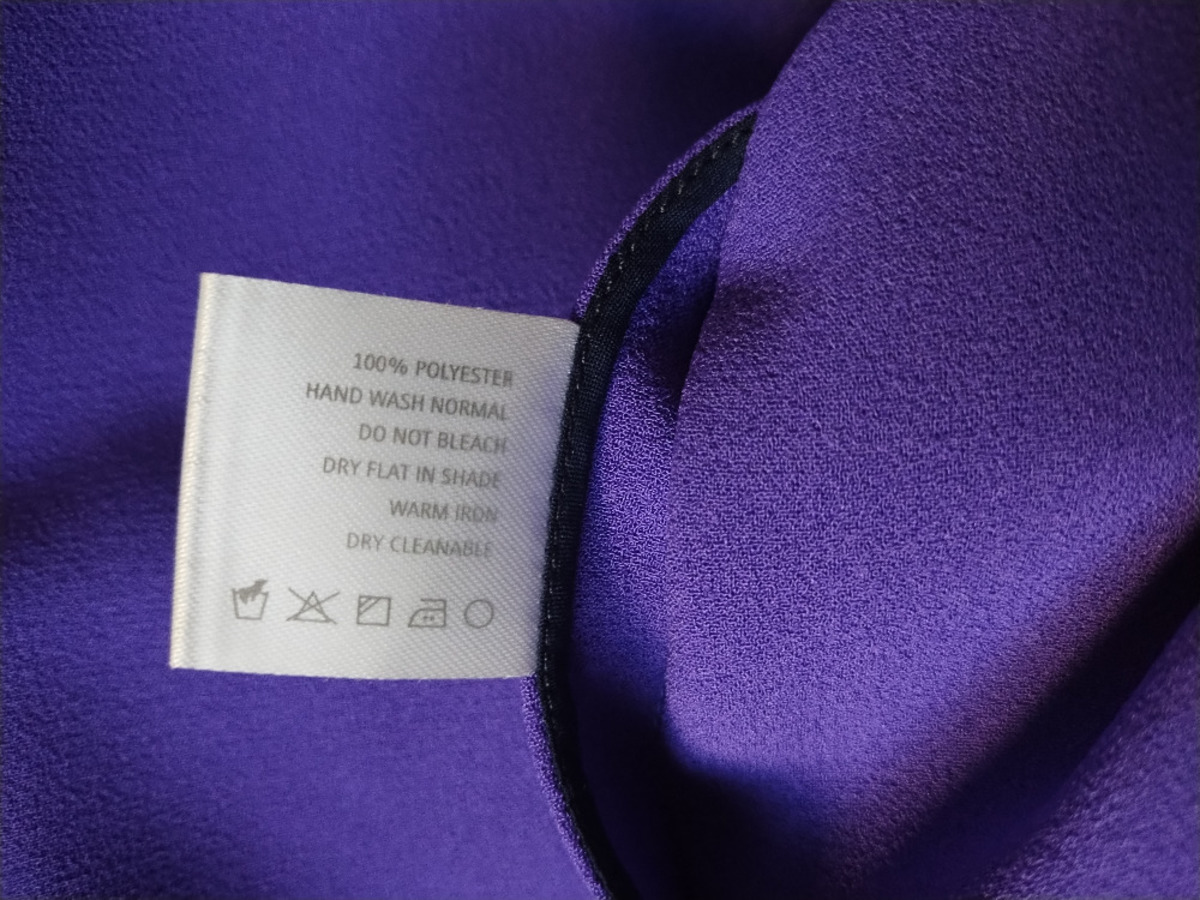 100% POLYESTER
HAND WASH NORMAL
DO NOT BLEACH
DRY FLAT IN SHADE
WARM IRON
DRY CLEANABLE